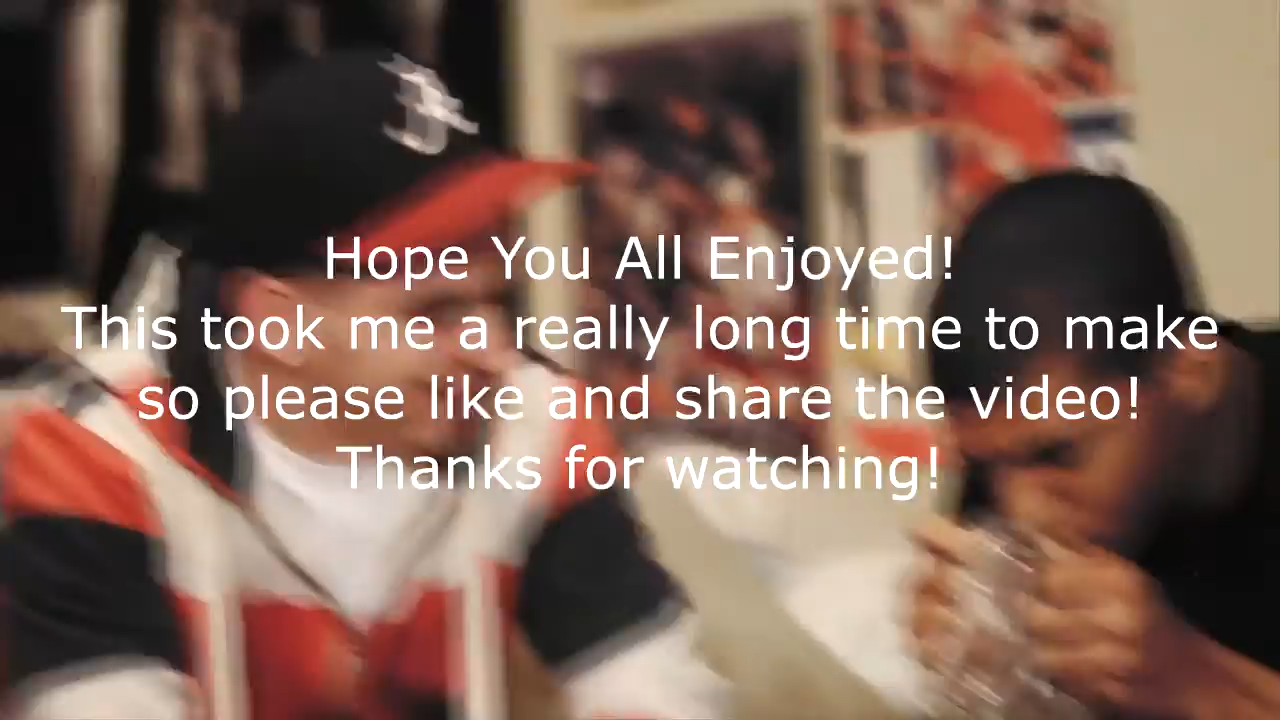 Hope You All Enjoyed!
This took me a really long time to make
so please like and share the video!
Thanks for watching!